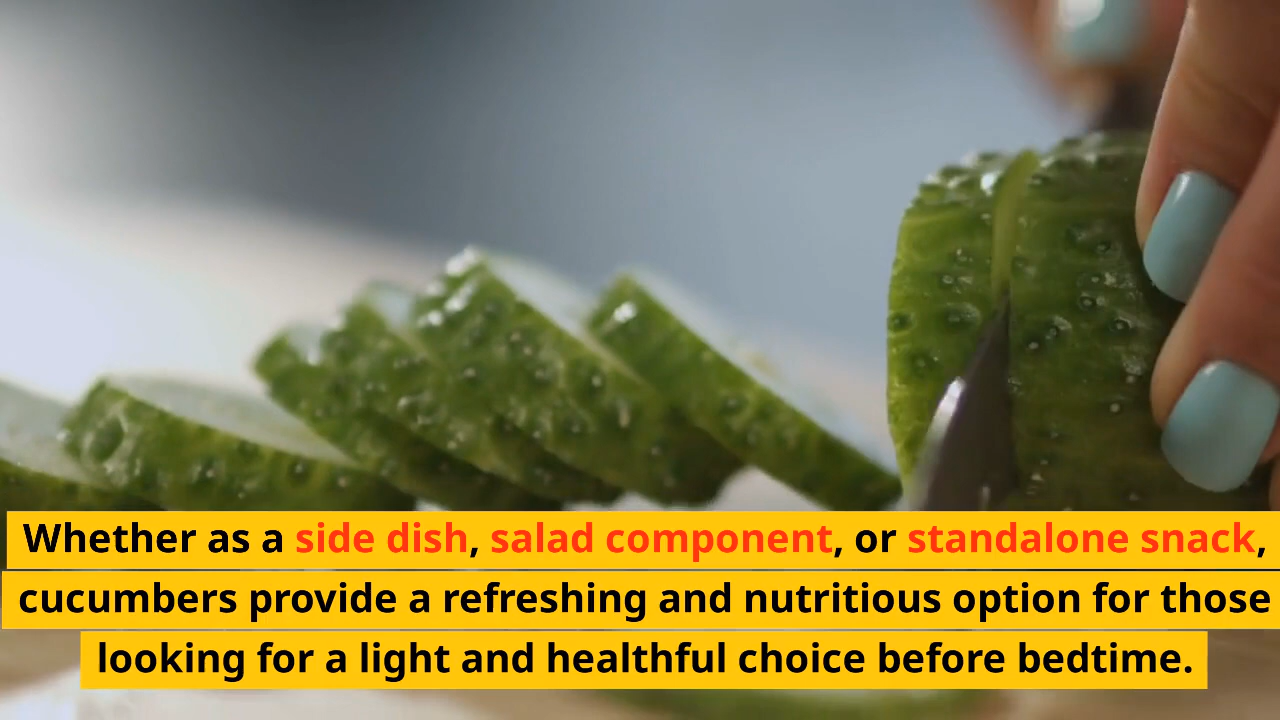 Whether as a side dish, salad component, or standalone snack,
cucumbers provide a refreshing and nutritious option for those
looking for a light and healthful choice before bedtime.